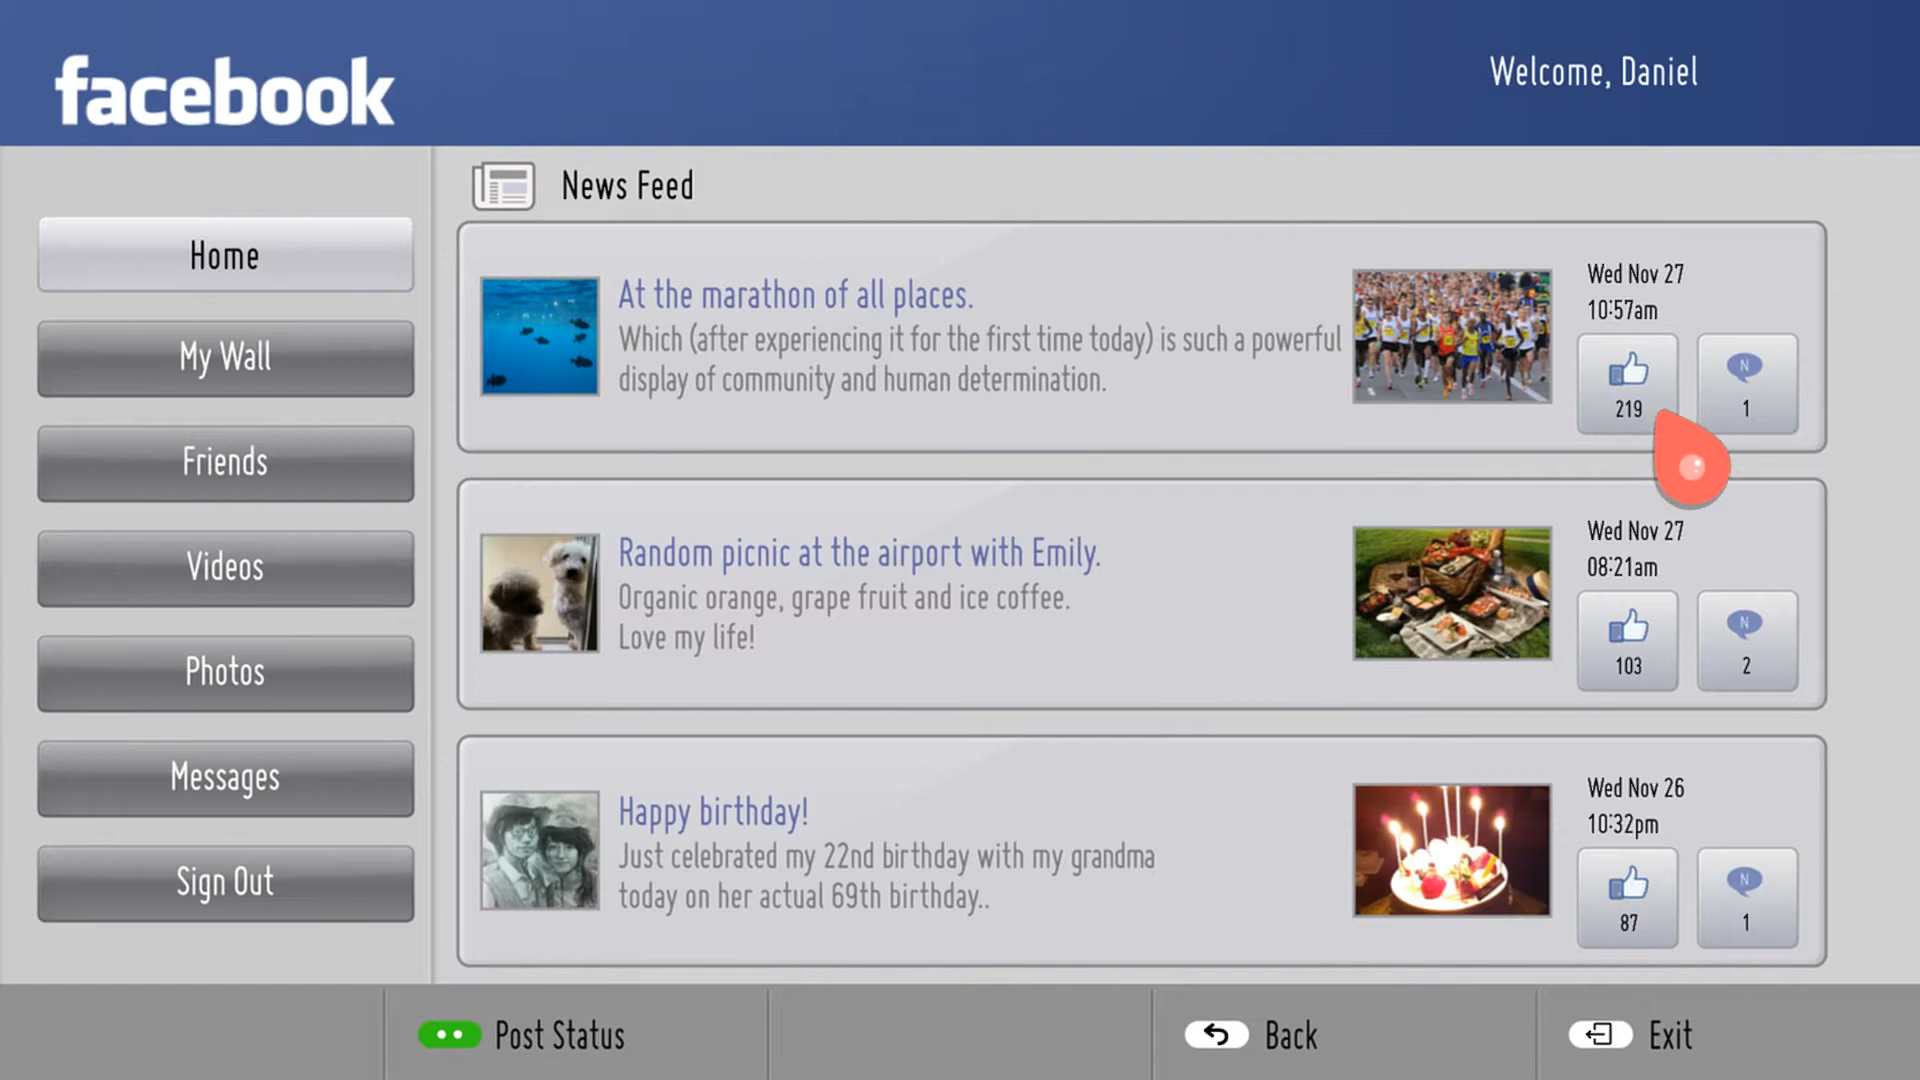 facebook
Welcome, Daniel
Home
My Wall
Friends
Videos
Photos
Messages
Sign Out
News Feed
At the marathon of all places.
Which (after experiencing it for the first time today) is such a powerful
display of community and human determination.
Wed Nov 27
10:57am
219
N
1
Random picnic at the airport with Emily.
Organic orange, grape fruit and ice coffee.
Love my life!
Wed Nov 27
08:21am
103
N
2
Happy birthday!
Just celebrated my 22nd birthday with my grandma
today on her actual 69th birthday..
Wed Nov 26
10:32pm
87
N
1
Post Status
Back
Exit